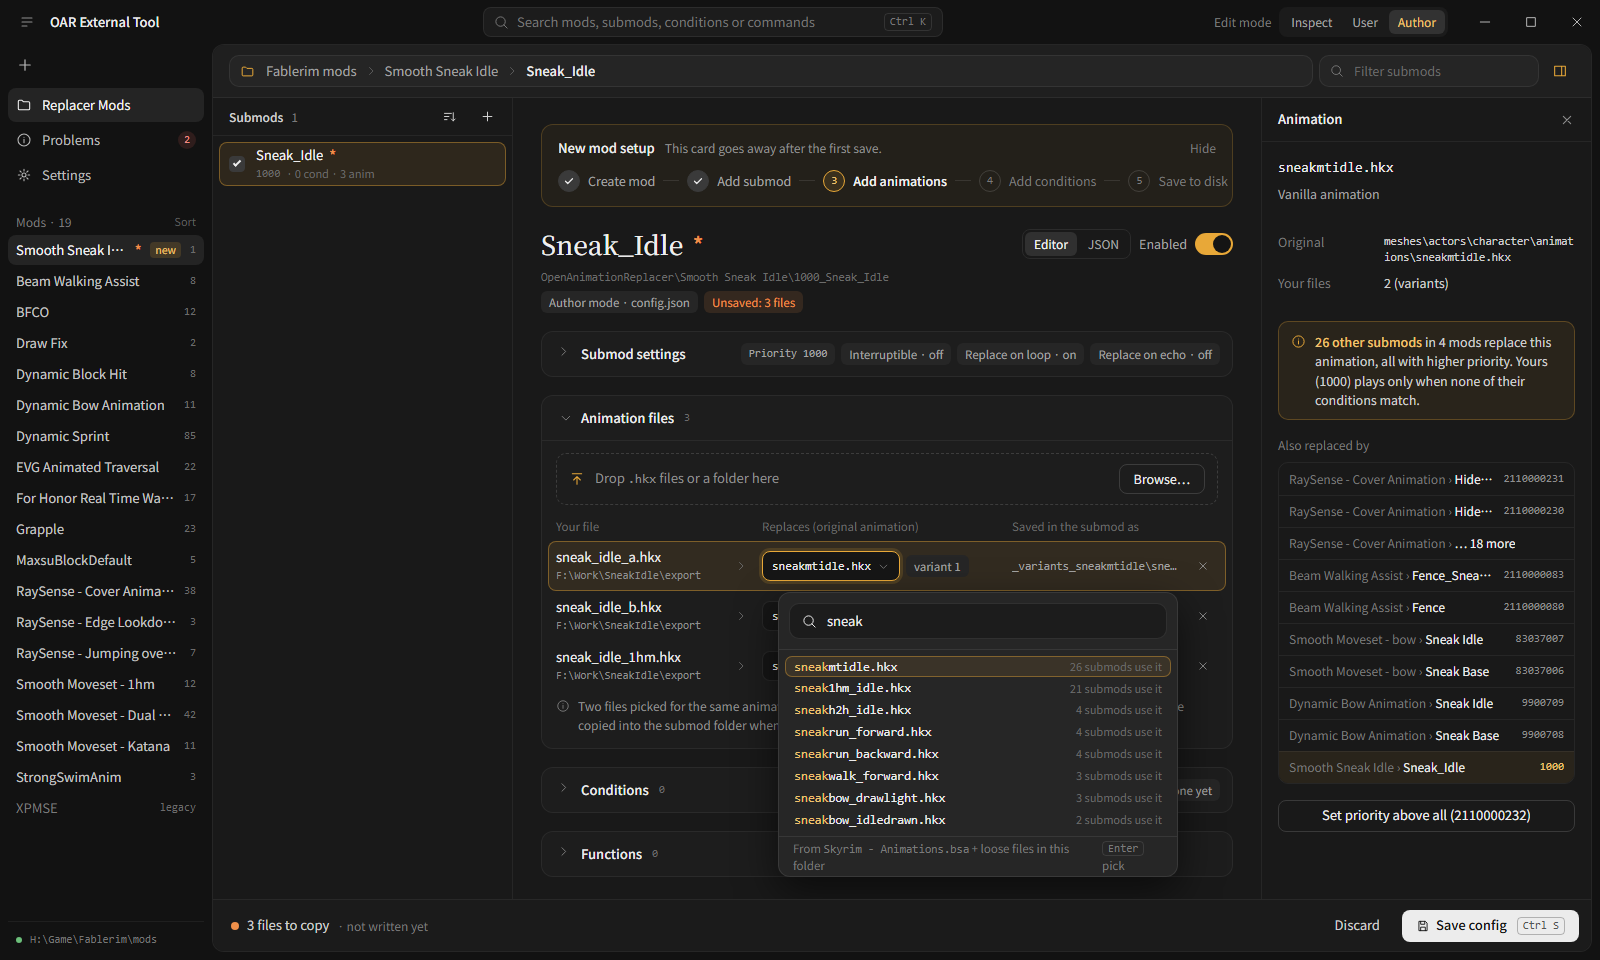 OAR External Tool
Search mods, submods, conditions or commands
Ctrl K
Edit mode
Inspect
User
Author
Replacer Mods
Problems
2
Settings
Mods · 19
Sort
Smooth Sneak I··· * new 1
Beam Walking Assist 8
BFCO 12
Draw Fix 2
Dynamic Block Hit 8
Dynamic Bow Animation 11
Dynamic Sprint 85
EVG Animated Traversal 22
For Honor Real Time Wa··· 17
Grapple 23
MaxsuBlockDefault 5
RaySense - Cover Anima··· 38
RaySense - Edge Lookdo··· 3
RaySense - Jumping ove··· 7
Smooth Moveset - 1hm 12
Smooth Moveset - Dual ··· 42
Smooth Moveset - Katana 11
StrongSwimAnim 3
XPMSE legacy
H:\Game\Fablerim\mods
Fablerim mods
Smooth Sneak Idle
Sneak_Idle
Filter submods
Submods 1
Sneak_Idle *
1000 · 0 cond · 3 anim
New mod setup This card goes away after the first save.
Hide
Create mod
Add submod
3 Add animations
4 Add conditions
5 Save to disk
Sneak_Idle *
Editor
JSON
Enabled
OpenAnimationReplacer\Smooth Sneak Idle\1000_Sneak_Idle
Author mode · config.json
Unsaved: 3 files
Submod settings
Priority 1000
Interruptible · off
Replace on loop · on
Replace on echo · off
Animation files 3
Drop .hkx files or a folder here
Browse...
Your file
Replaces (original animation)
Saved in the submod as
sneak_idle_a.hkx
F:\Work\SneakIdle\export
sneakmtidle.hkx
variant 1
_variants_sneakmtidle\sne…
sneak_idle_b.hkx
F:\Work\SneakIdle\export
s
sneak_idle_1hm.hkx
F:\Work\SneakIdle\export
s
Two files picked for the same anima
e
copied into the submod folder when
sneak
sneakmtidle.hkx 26 submods use it
sneak1hm_idle.hkx 21 submods use it
sneakh2h_idle.hkx 4 submods use it
sneakrun_forward.hkx 4 submods use it
sneakrun_backward.hkx 4 submods use it
sneakwalk_forward.hkx 3 submods use it
sneakbow_drawlight.hkx 3 submods use it
sneakbow_idledrawn.hkx 2 submods use it
From Skyrim - Animations.bsa + loose files in this
folder
Enter
pick
Conditions 0
ne yet
Functions 0
3 files to copy · not written yet
Discard
Save config Ctrl S
Animation
sneakmtidle.hkx
Vanilla animation
Original
meshes\actors\character\animat
ions\sneakmtidle.hkx
Your files
2 (variants)
26 other submods in 4 mods replace this
animation, all with higher priority. Yours
(1000) plays only when none of their
conditions match.
Also replaced by
RaySense - Cover Animation › Hide··· 2110000231
RaySense - Cover Animation › Hide··· 2110000230
RaySense - Cover Animation › … 18 more
Beam Walking Assist › Fence_Snea··· 2110000083
Beam Walking Assist › Fence 2110000080
Smooth Moveset - bow › Sneak Idle 83037007
Smooth Moveset - bow › Sneak Base 83037006
Dynamic Bow Animation › Sneak Idle 9900709
Dynamic Bow Animation › Sneak Base 9900708
Smooth Sneak Idle › Sneak_Idle 1000
Set priority above all (2110000232)